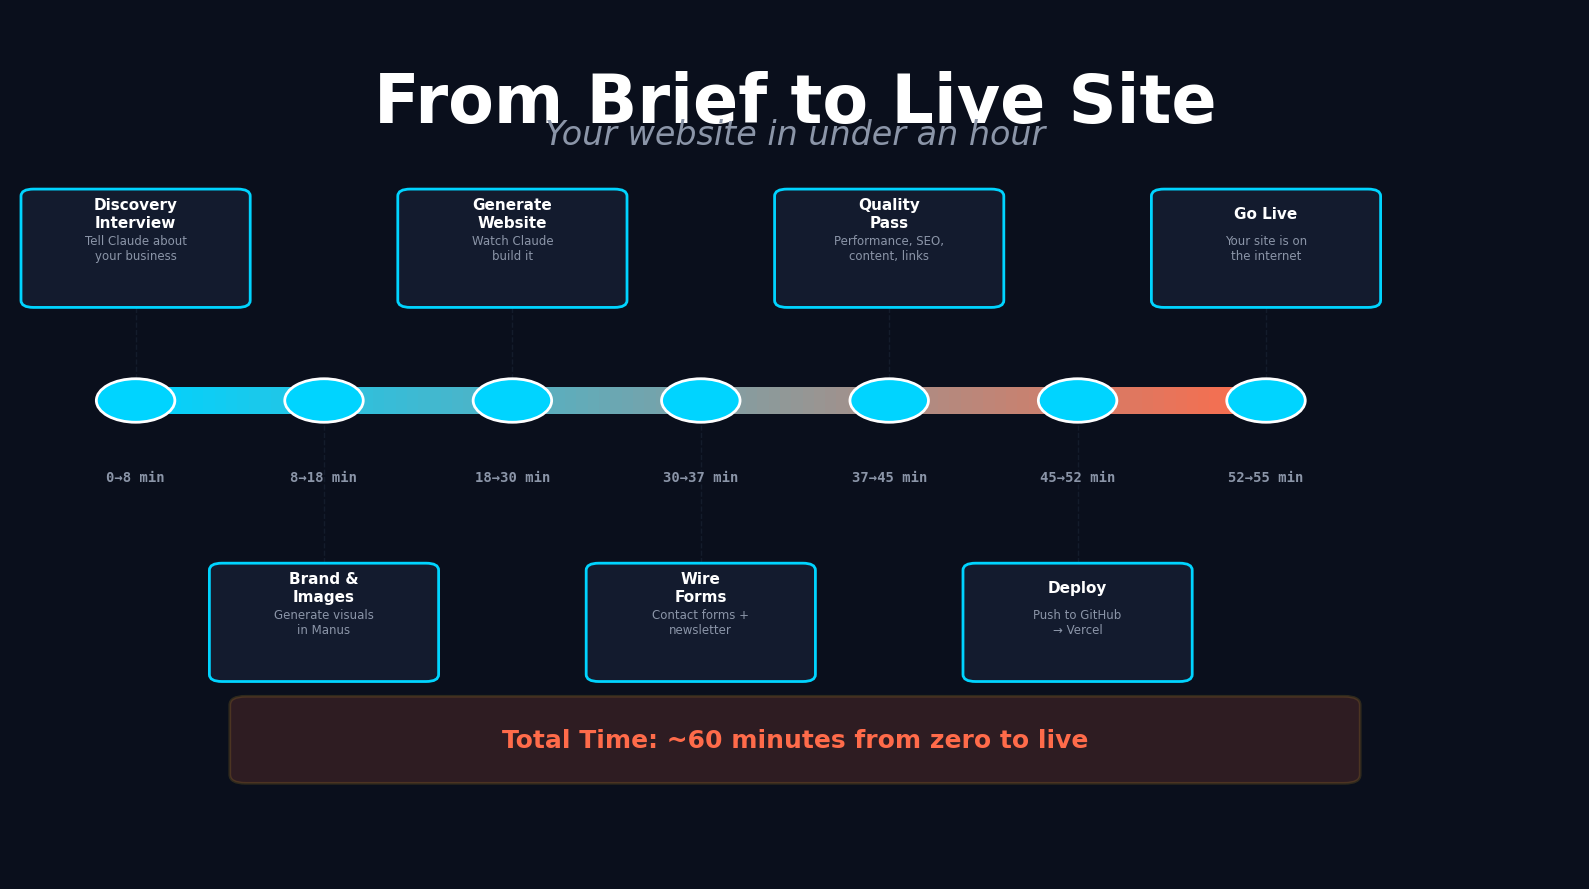 From Brief to Live Site
Your website in under an hour
Discovery
Interview
Tell Claude about
your business
Generate
Website
Watch Claude
build it
Quality
Pass
Performance, SEO,
content, links
Go Live
Your site is on
the internet
0→8 min
8→18 min
18→30 min
30→37 min
37→45 min
45→52 min
52→55 min
Brand &
Images
Generate visuals
in Manus
Wire
Forms
Contact forms +
newsletter
Deploy
Push to GitHub
→ Vercel
Total Time: ~60 minutes from zero to live